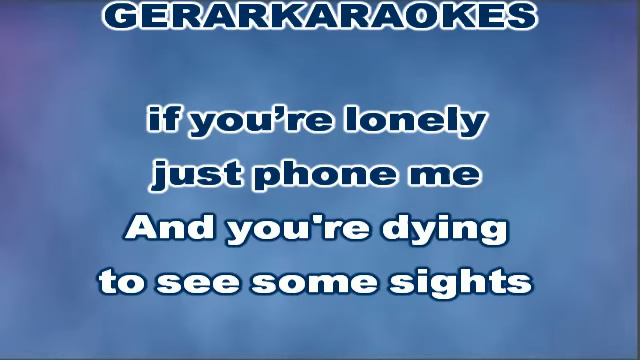 GERARKARAOKES
if you’re lonely
just phone me
And you're dying
to see some sights